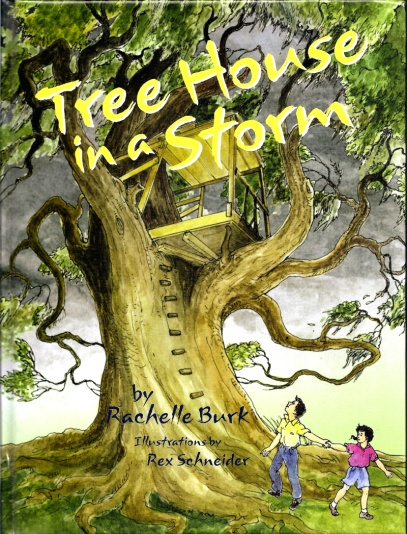 Tree House
in a Storm
by
Rachelle Burk
Illustrations by
Rex Schneider